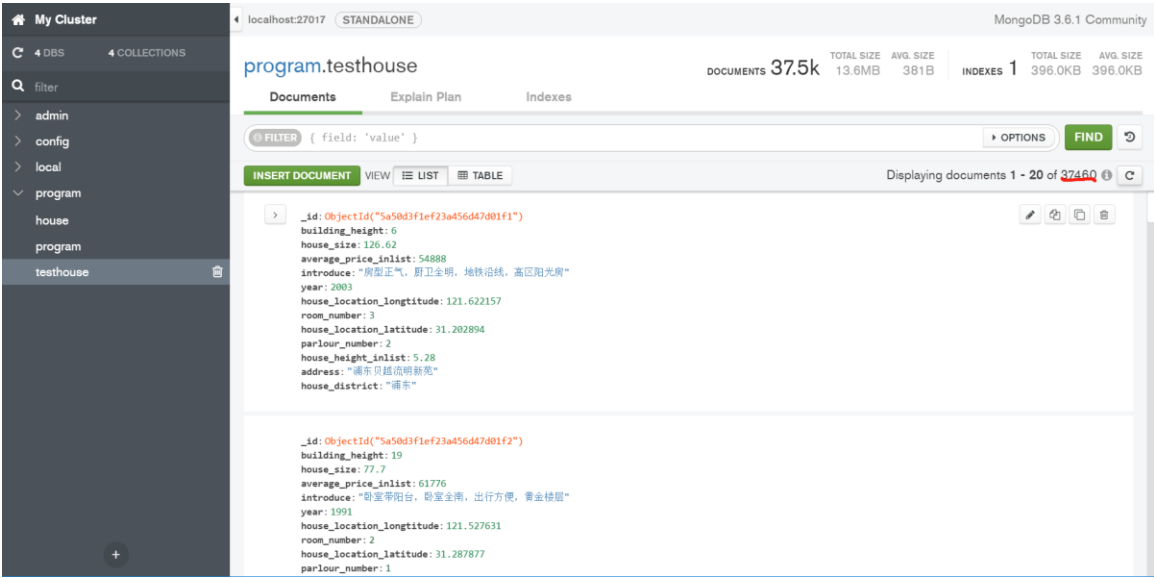 My Cluster
localhost:27017 STANDALONE MongoDB 3.6.1 Community
4 DBS 4 COLLECTIONS
filter
admin
config
local
program
house
program
testhouse
program.testhouse
DOCUMENTS 37.5k TOTAL SIZE 13.6MB AVG. SIZE 381B INDEXES 1 TOTAL SIZE 396.0KB AVG. SIZE 396.0KB
Documents Explain Plan Indexes
FILTER { field: 'value' } OPTIONS FIND
INSERT DOCUMENT VIEW LIST TABLE Displaying documents 1 - 20 of 37460
_id: ObjectId("5a50d3f1ef23a456d47d01f1")
building_height: 6
house_size: 126.62
average_price_inlist: 54888
introduce: "房型正气，厨卫全明，地铁沿线，高区阳光房"
year: 2003
house_location_longtitude: 121.622157
room_number: 3
house_location_latitude: 31.202894
parlour_number: 2
house_height_inlist: 5.28
address: "浦东贝越流明新苑"
house_district: "浦东"
_id: ObjectId("5a50d3f1ef23a456d47d01f2")
building_height: 19
house_size: 77.7
average_price_inlist: 61776
introduce: "卧室带阳台，卧室全南，出行方便，黄金楼层"
year: 1991
house_location_longtitude: 121.527631
room_number: 2
house_location_latitude: 31.287877
parlour_number: 1